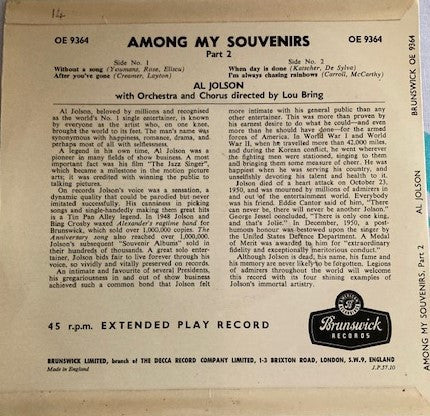 12-
OE 9364
AMONG MY SOUVENIRS
OE 9364
Part 2
Side No. 1
Without a song (Youmans, Rose, Eliscu)
After you've gone (Creamer, Layton)
Side No. 2
When day is done (Katscher, De Sylva)
I'm always chasing rainbows (Carroll, McCarthy)
AL JOLSON
with Orchestra and Chorus directed by Lou Bring
Al Jolson, beloved by millions and recognised
as the world's No. 1 single entertainer, is known
by everyone as the artist who, on one knee,
brought the world to its feet. The man's name was
synonymous with happiness, romance, drama, and
perhaps most of all with selflessness.
A legend in his own time, Al Jolson was a
pioneer in many fields of show business. A most
important fact was his film "The Jazz Singer",
which became a milestone in the motion picture
arts; it was credited with winning the public to
talking pictures.
On records Jolson's voice was a sensation, a
dynamic quality that could be parodied but never
imitated successfully. His canniness in picking
songs and single-handedly making them into hits
is a Tin Pan Alley legend. In 1948 Jolson and
Bing Crosby waxed Alexander's ragtime band for
Brunswick, which sold over 1,000,000 copies. The
Anniversary song also reached over 1,000,000.
Jolson's subsequent "Souvenir Albums" sold in
their hundreds of thousands. A great solo enter-
tainer, Jolson bids fair to live forever through his
voice, so vividly and vitally preserved on records.
An intimate and favourite of several Presidents,
his gregariousness in and out of show business
achieved such a common bond that Jolson felt
more intimate with his general public than any
other entertainer. This was more than proven by
his earnest desire to do what he could—and even
more than he should have done—for the armed
forces of America. In World War I and World
War II, when he travelled more than 42,000 miles,
and during the Korean conflict, he went wherever
the fighting men were stationed, singing to them
and bringing them some measure of cheer. He was
happiest when he was serving his country, and
unselfishly devoting his talent and health to it.
Jolson died of a heart attack on October 23,
1950, and was mourned by millions of admirers in
and out of the entertainment world. Everybody
was his friend. Eddie Cantor said of him, "There
was never, be there will never be another Jolson."
George Jessel concluded, "There is only one king,
and that's Jolie." In December, 1950, a post-
humous honour was bestowed upon the singer by
the United States Defence Department. A Medal
of Merit was awarded to him for "extraordinary
fidelity and exceptionally meritorious conduct."
Although Jolson is dead, his name, his fame and
his memory are never likely to be forgotten. Legions
of admirers throughout the world will welcome
this record with its four shining examples of
Jolson's immortal artistry.
45 r.p.m. EXTENDED PLAY RECORD
Brunswick
RECORDS
BRUNSWICK LIMITED, branch of THE DECCA RECORD COMPANY LIMITED, 1-3 BRIXTON ROAD, LONDON, S.W.9, ENGLAND
Made in England
J.P.57.10
AMONG MY SOUVENIRS, Part 2
AL JOLSON
BRUNSWICK OE 9364